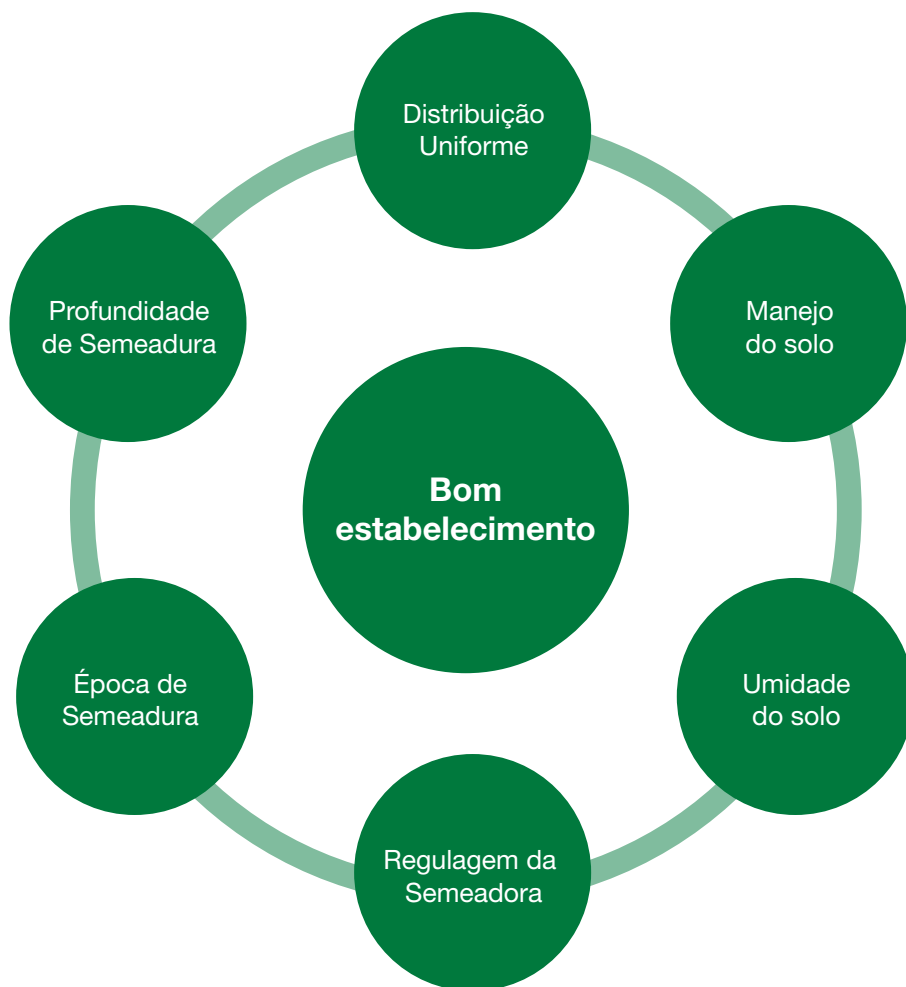 Distribuição
Uniforme
Profundidade
de Semeadura
Manejo
do solo
Bom
estabelecimento
Época de
Semeadura
Umidade
do solo
Regulagem da
Semeadora